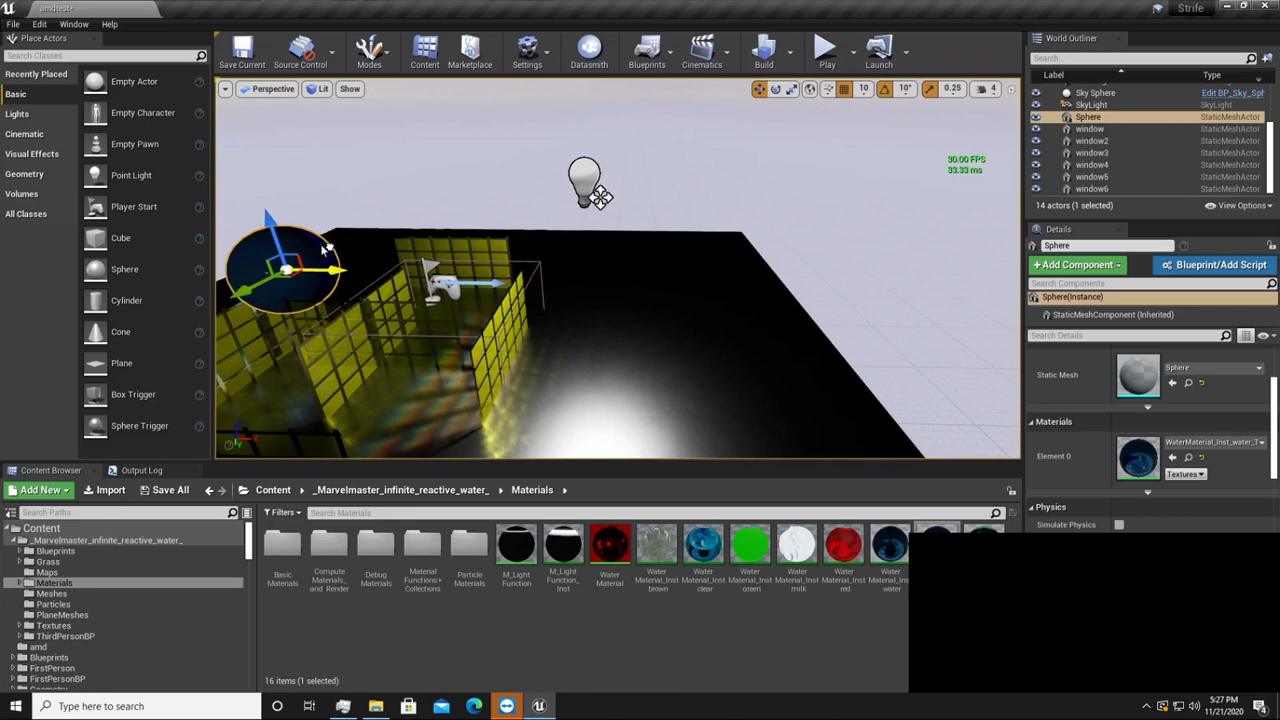 amdtest*
Strife
File Edit Window Help
Place Actors
Search Classes
Recently Placed
Basic
Lights
Cinematic
Visual Effects
Geometry
Volumes
All Classes
Empty Actor
Empty Character
Empty Pawn
Point Light
Player Start
Cube
Sphere
Cylinder
Cone
Plane
Box Trigger
Sphere Trigger
Save Current Source Control Modes Content Marketplace Settings Datasmith Blueprints Cinematics Build Play Launch
Perspective Lit Show
10 10° 0.25 4
30.00 FPS
33.33 ms
World Outliner
Search...
Label Type
Sky Sphere Edit BP_Sky_Sph
SkyLight SkyLight
Sphere StaticMeshActor
window StaticMeshActor
window2 StaticMeshActor
window3 StaticMeshActor
window4 StaticMeshActor
window5 StaticMeshActor
window6 StaticMeshActor
14 actors (1 selected) View Options
Details
Sphere
+ Add Component Blueprint/Add Script
Search Components
Sphere(Instance)
StaticMeshComponent (Inherited)
Search Details
Static Mesh Sphere
Materials
Element 0 WaterMaterial_Inst_water_T
Textures
Physics
Simulate Physics
Content Browser Output Log
Add New Import Save All Content _Marvelmaster_infinite_reactive_water_ Materials
Search Paths
Filters Search Materials
Content
_Marvelmaster_infinite_reactive_water_
Blueprints
Grass
Maps
Materials
Meshes
Particles
PlaneMeshes
Textures
ThirdPersonBP
amd
Blueprints
FirstPerson
FirstPersonBP
Basic Materials
Compute Materials_ and Render
Debug Materials
Material Functions+ Collections
Particle Materials
M_Light Function
M_Light Function_ Inst
Water Material
Water Material_Inst brown
Water Material_Inst clear
Water Material_Inst green
Water Material_Inst milk
Water Material_Inst red
Water Material_Inst water
16 items (1 selected)
Type here to search
5:27 PM
11/21/2020
4